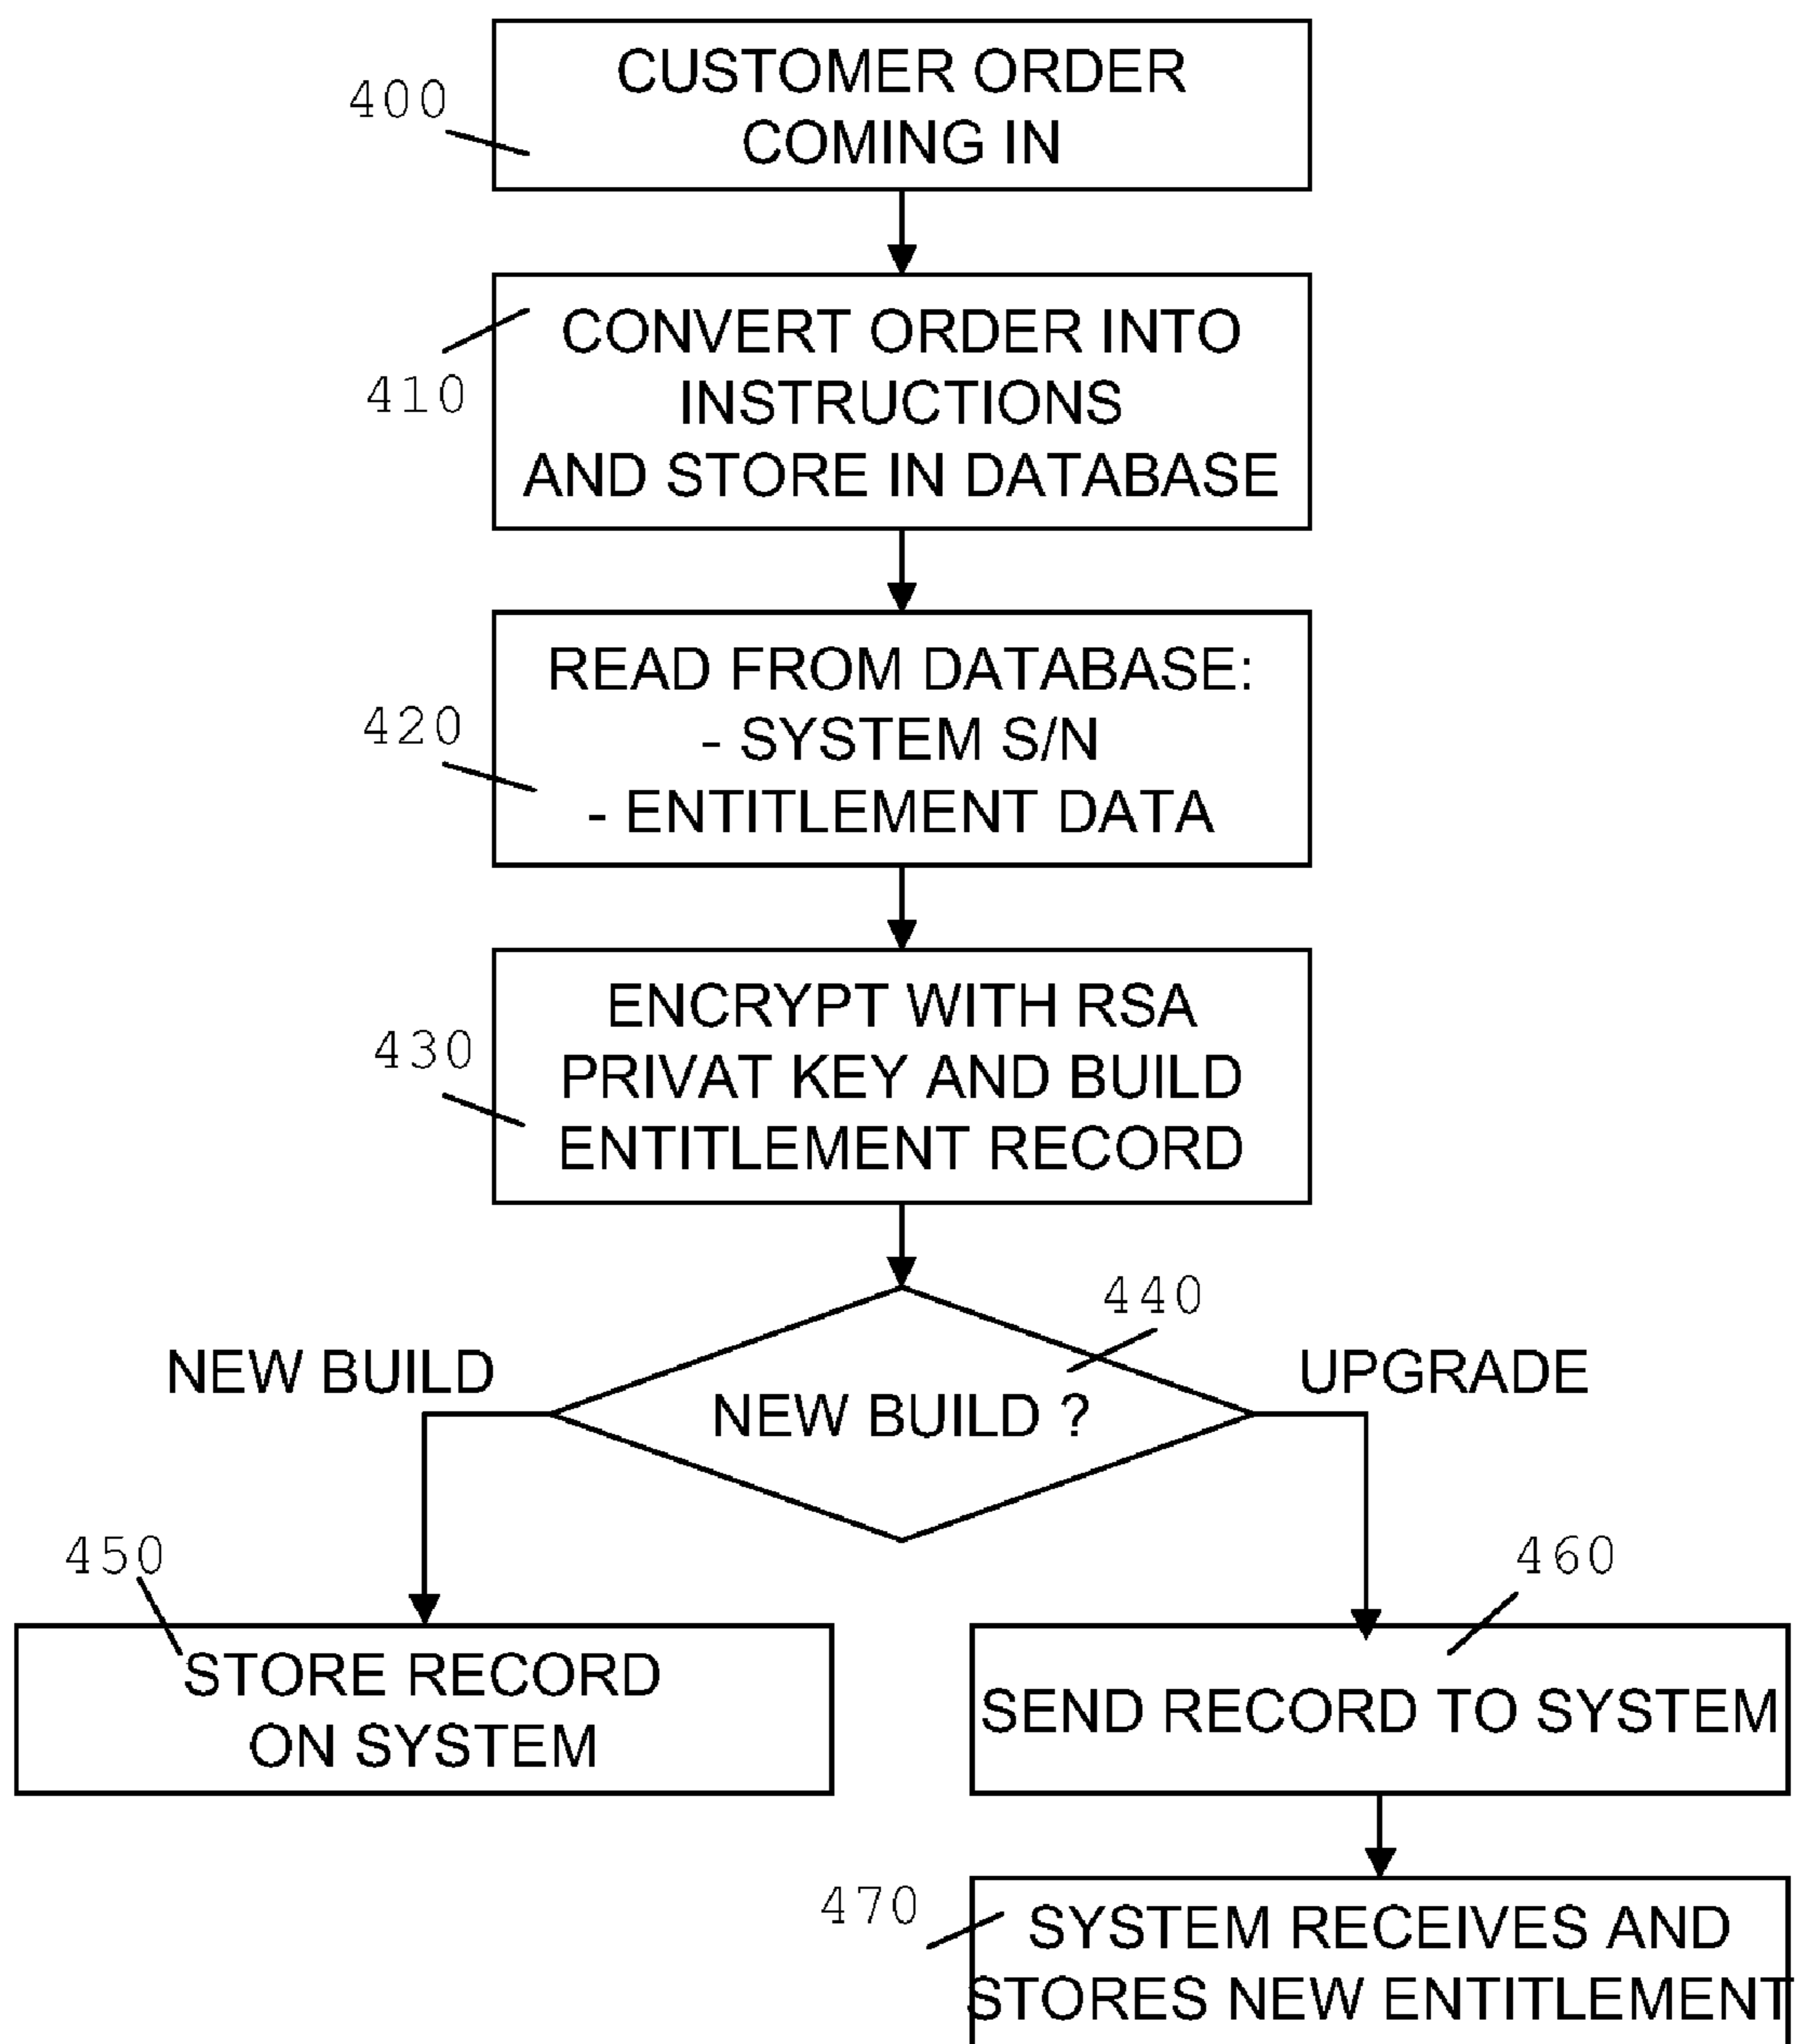 400
CUSTOMER ORDER
COMING IN
410
CONVERT ORDER INTO
INSTRUCTIONS
AND STORE IN DATABASE
420
READ FROM DATABASE:
- SYSTEM S/N
- ENTITLEMENT DATA
430
ENCRYPT WITH RSA
PRIVAT KEY AND BUILD
ENTITLEMENT RECORD
440
NEW BUILD
NEW BUILD ?
UPGRADE
450
STORE RECORD
ON SYSTEM
460
SEND RECORD TO SYSTEM
470
SYSTEM RECEIVES AND
STORES NEW ENTITLEMENT